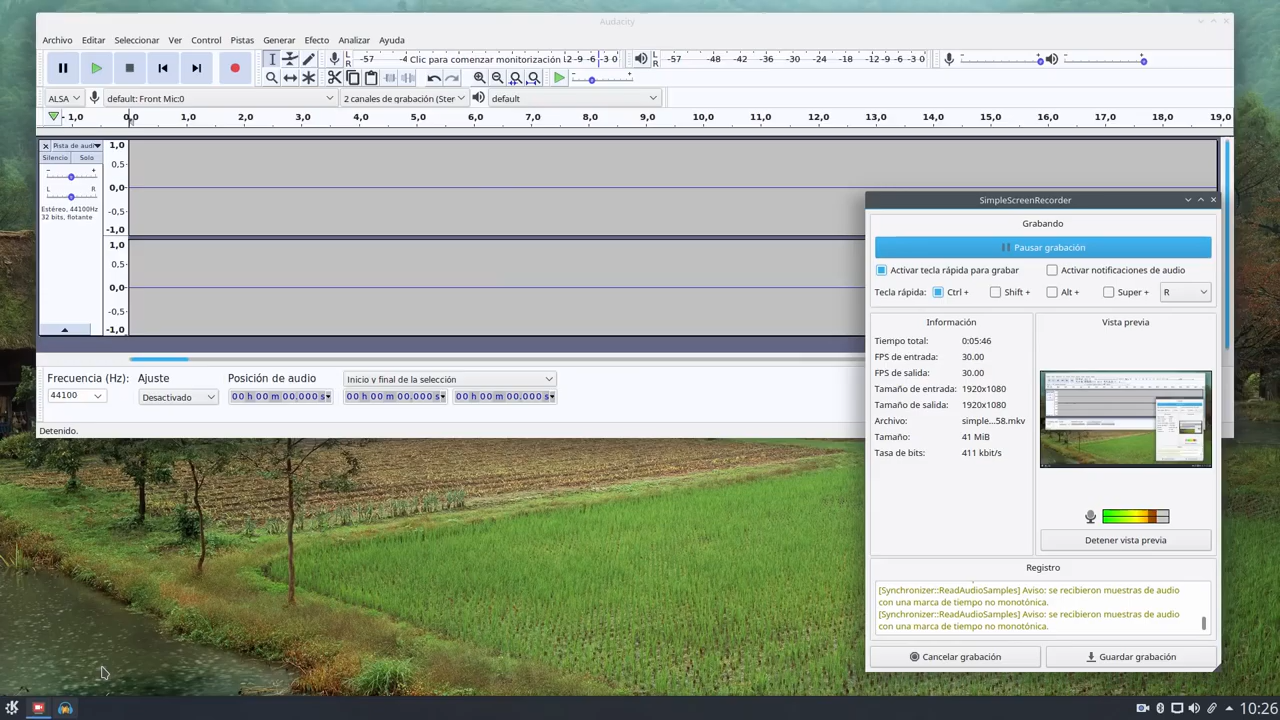 Audacity
Archivo Editar Seleccionar Ver Control Pistas Generar Efecto Analizar Ayuda
L R -57 -4 Clic para comenzar monitorización 2 -9 -6 -3 0
L R -57 -48 -42 -36 -30 -24 -18 -12 -9 -6 -3 0
ALSA default: Front Mic:0 2 canales de grabación (Ster default
- 1,0 0,0 1,0 2,0 3,0 4,0 5,0 6,0 7,0 8,0 9,0 10,0 11,0 12,0 13,0 14,0 15,0 16,0 17,0 18,0 19,0
Pista de audi
Silencio Solo
- +
L R
Estéreo, 44100Hz
32 bits, flotante
1,0
0,5
0,0
-0,5
-1,0
1,0
0,5
0,0
-0,5
-1,0
Frecuencia (Hz): Ajuste Posición de audio Inicio y final de la selección
44100 Desactivado 00 h 00 m 00,000 s 00 h 00 m 00,000 s 00 h 00 m 00,000 s
Detenido.
SimpleScreenRecorder
Grabando
Pausar grabación
Activar tecla rápida para grabar Activar notificaciones de audio
Tecla rápida: Ctrl + Shift + Alt + Super + R
Información
Tiempo total: 0:05:46
FPS de entrada: 30.00
FPS de salida: 30.00
Tamaño de entrada: 1920x1080
Tamaño de salida: 1920x1080
Archivo: simple...58.mkv
Tamaño: 41 MiB
Tasa de bits: 411 kbit/s
Vista previa
Detener vista previa
Registro
[Synchronizer::ReadAudioSamples] Aviso: se recibieron muestras de audio
con una marca de tiempo no monotónica.
[Synchronizer::ReadAudioSamples] Aviso: se recibieron muestras de audio
con una marca de tiempo no monotónica.
Cancelar grabación Guardar grabación
10:26